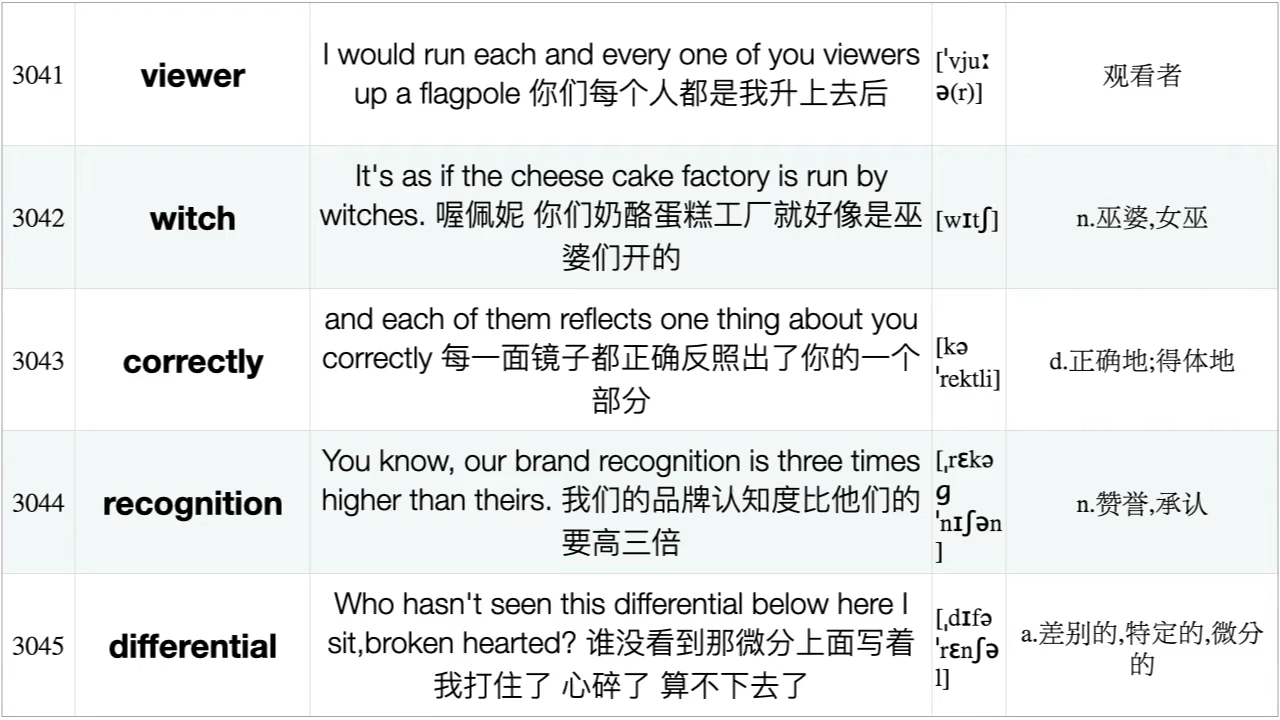 3041
viewer
I would run each and every one of you viewers
up a flagpole 你们每个人都是我升上去后
[ˈvjuː
ə(r)]
观看者
3042
witch
It's as if the cheese cake factory is run by
witches. 喔佩妮 你们奶酪蛋糕工厂就好像是巫
婆们开的
[wɪtʃ]
n.巫婆,女巫
3043
correctly
and each of them reflects one thing about you
correctly 每一面镜子都正确反照出了你的一个
部分
[kə
ˈrektli]
d.正确地;得体地
3044
recognition
You know, our brand recognition is three times
higher than theirs. 我们的品牌认知度比他们的
要高三倍
[ˌrɛkə
ɡ
ˈnɪʃən
]
n.赞誉,承认
3045
differential
Who hasn't seen this differential below here I
sit,broken hearted? 谁没看到那微分上面写着
我打住了 心碎了 算不下去了
[ˌdɪfə
ˈrɛnʃə
l]
a.差别的,特定的,微分
的